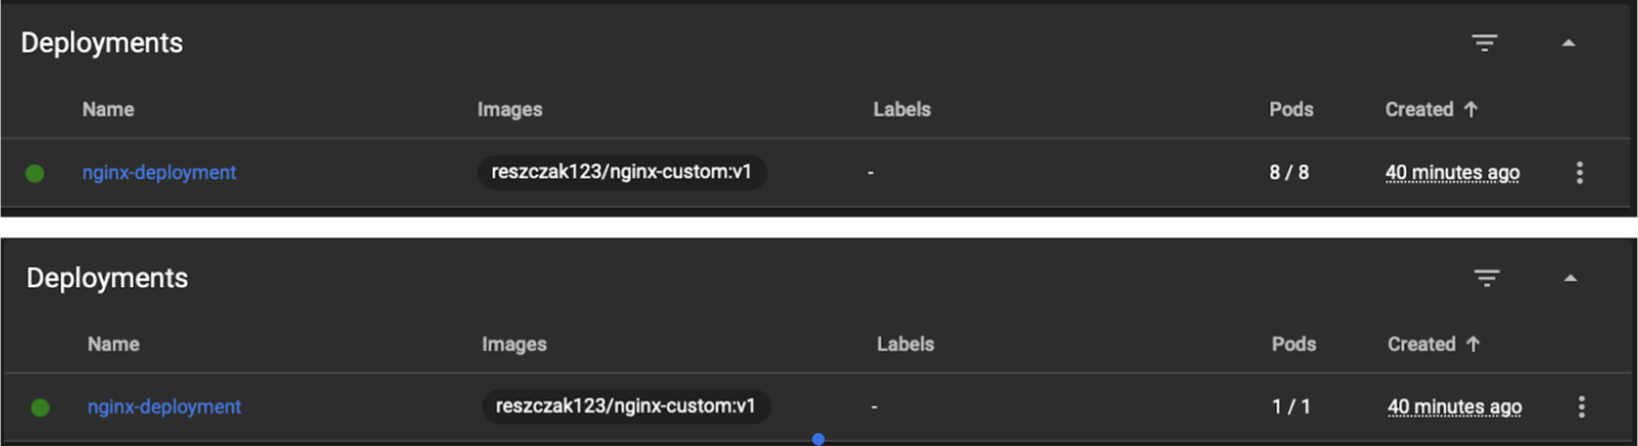 Deployments
Name Images Labels Pods Created ↑
nginx-deployment reszczak123/nginx-custom:v1 - 8 / 8 40 minutes ago
Deployments
Name Images Labels Pods Created ↑
nginx-deployment reszczak123/nginx-custom:v1 - 1 / 1 40 minutes ago